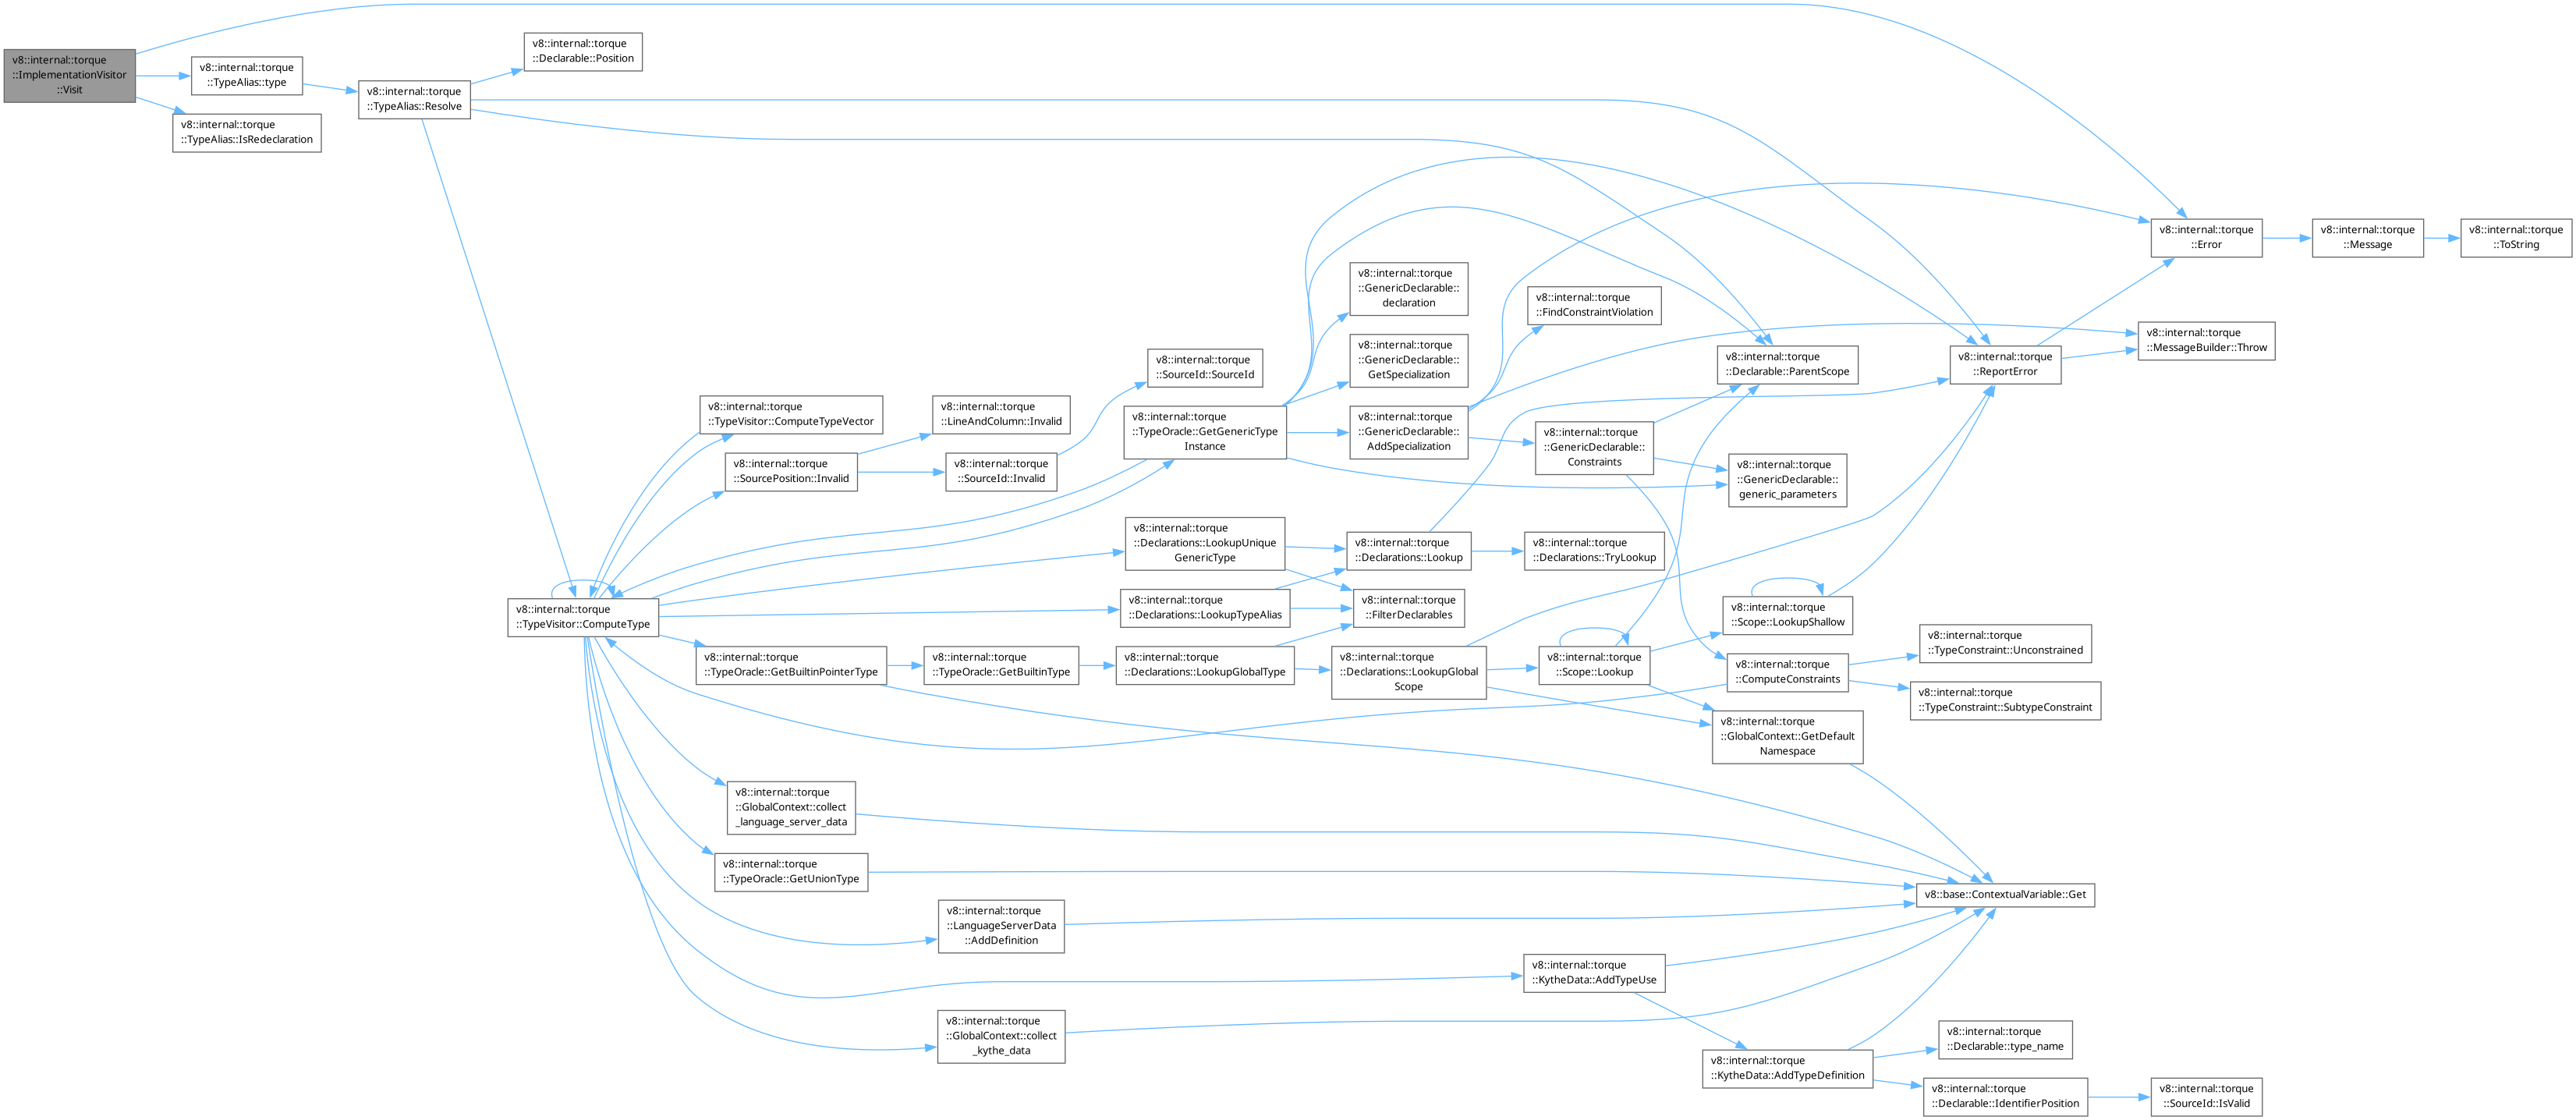 v8::internal::torque
::ImplementationVisitor
::Visit
v8::internal::torque
::TypeAlias::type
v8::internal::torque
::TypeAlias::IsRedeclaration
v8::internal::torque
::TypeAlias::Resolve
v8::internal::torque
::Declarable::Position
v8::internal::torque
::TypeVisitor::ComputeType
v8::internal::torque
::TypeVisitor::ComputeTypeVector
v8::internal::torque
::SourcePosition::Invalid
v8::internal::torque
::LineAndColumn::Invalid
v8::internal::torque
::SourceId::Invalid
v8::internal::torque
::SourceId::SourceId
v8::internal::torque
::TypeOracle::GetGenericType
Instance
v8::internal::torque
::GenericDeclarable::
declaration
v8::internal::torque
::GenericDeclarable::
GetSpecialization
v8::internal::torque
::GenericDeclarable::
AddSpecialization
v8::internal::torque
::FindConstraintViolation
v8::internal::torque
::GenericDeclarable::
Constraints
v8::internal::torque
::Declarable::ParentScope
v8::internal::torque
::GenericDeclarable::
generic_parameters
v8::internal::torque
::ReportError
v8::internal::torque
::Error
v8::internal::torque
::Message
v8::internal::torque
::ToString
v8::internal::torque
::MessageBuilder::Throw
v8::internal::torque
::Declarations::LookupUnique
GenericType
v8::internal::torque
::Declarations::LookupTypeAlias
v8::internal::torque
::Declarations::Lookup
v8::internal::torque
::Declarations::TryLookup
v8::internal::torque
::FilterDeclarables
v8::internal::torque
::TypeOracle::GetBuiltinPointerType
v8::internal::torque
::TypeOracle::GetBuiltinType
v8::internal::torque
::Declarations::LookupGlobalType
v8::internal::torque
::Declarations::LookupGlobal
Scope
v8::internal::torque
::Scope::Lookup
v8::internal::torque
::Scope::LookupShallow
v8::internal::torque
::ComputeConstraints
v8::internal::torque
::TypeConstraint::Unconstrained
v8::internal::torque
::TypeConstraint::SubtypeConstraint
v8::internal::torque
::GlobalContext::GetDefault
Namespace
v8::internal::torque
::GlobalContext::collect
_language_server_data
v8::internal::torque
::TypeOracle::GetUnionType
v8::base::ContextualVariable::Get
v8::internal::torque
::LanguageServerData
::AddDefinition
v8::internal::torque
::KytheData::AddTypeUse
v8::internal::torque
::GlobalContext::collect
_kythe_data
v8::internal::torque
::KytheData::AddTypeDefinition
v8::internal::torque
::Declarable::type_name
v8::internal::torque
::Declarable::IdentifierPosition
v8::internal::torque
::SourceId::IsValid